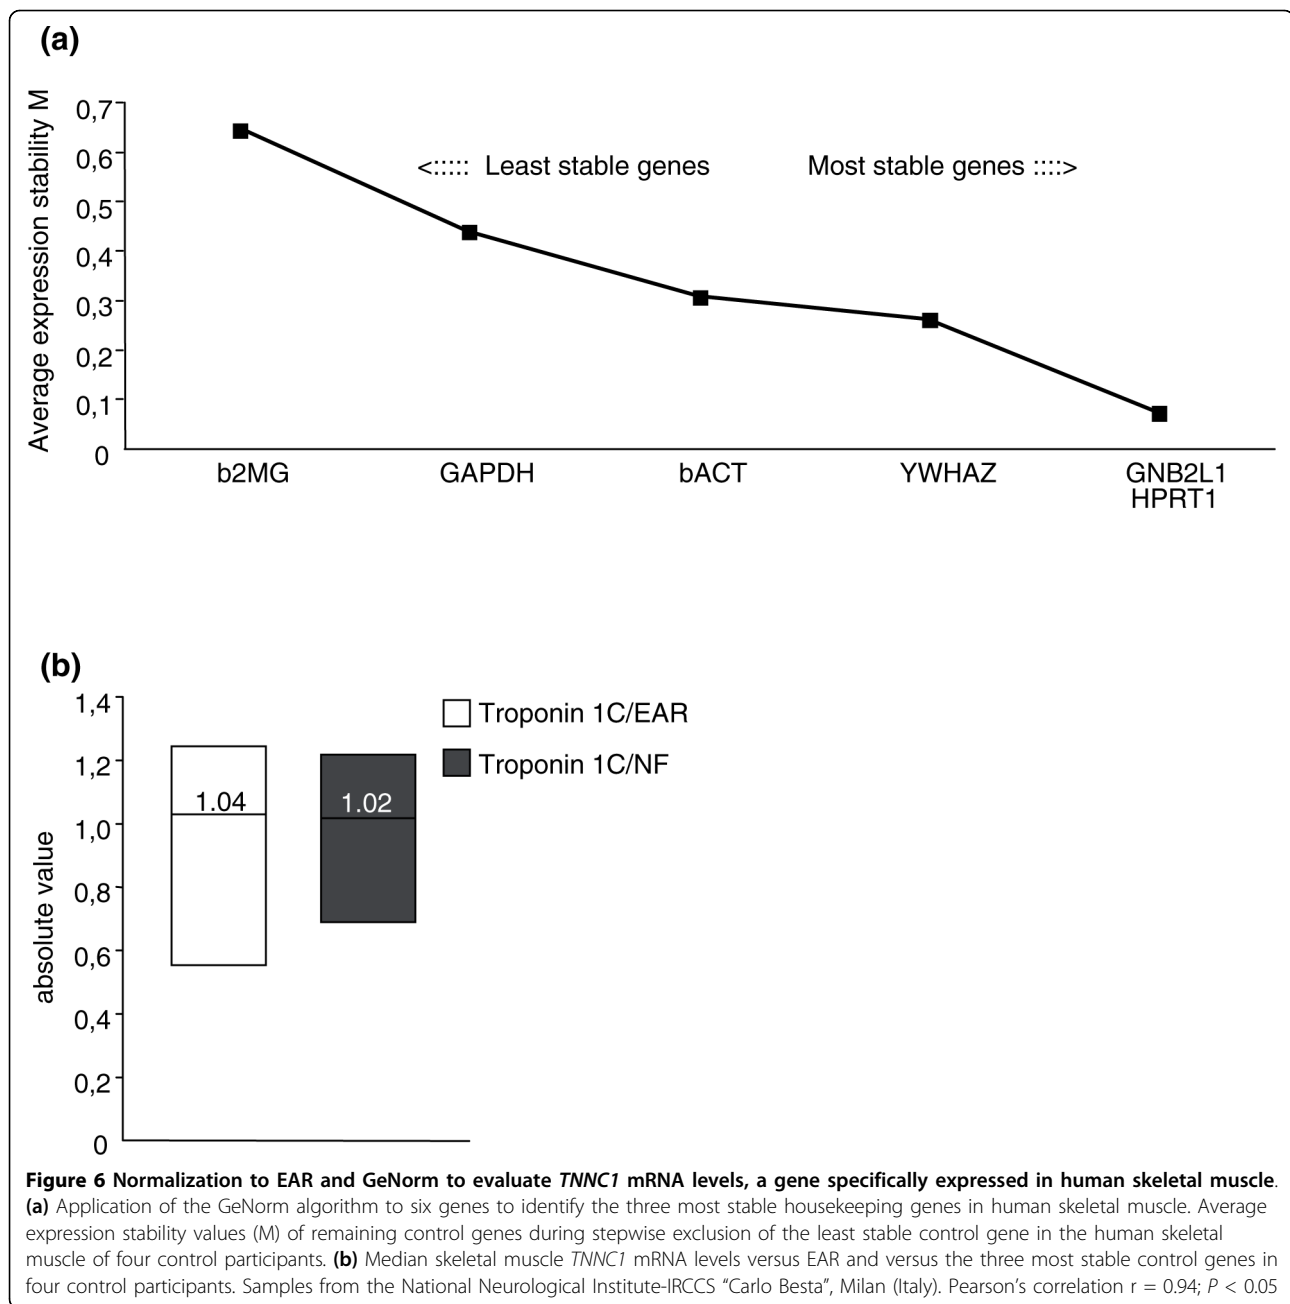 (a)
Average expression stability M
0,7
0,6
0,5
0,4
0,3
0,2
0,1
0
<::::: Least stable genes
Most stable genes ::::>
b2MG
GAPDH
bACT
YWHAZ
GNB2L1
HPRT1
(b)
absolute value
1,4
1,2
1,0
0,8
0,6
0,4
0,2
0
1.04
1.02
Troponin 1C/EAR
Troponin 1C/NF
Figure 6 Normalization to EAR and GeNorm to evaluate TNNC1 mRNA levels, a gene specifically expressed in human skeletal muscle.
(a) Application of the GeNorm algorithm to six genes to identify the three most stable housekeeping genes in human skeletal muscle. Average
expression stability values (M) of remaining control genes during stepwise exclusion of the least stable control gene in the human skeletal
muscle of four control participants. (b) Median skeletal muscle TNNC1 mRNA levels versus EAR and versus the three most stable control genes in
four control participants. Samples from the National Neurological Institute-IRCCS “Carlo Besta”, Milan (Italy). Pearson’s correlation r = 0.94; P < 0.05